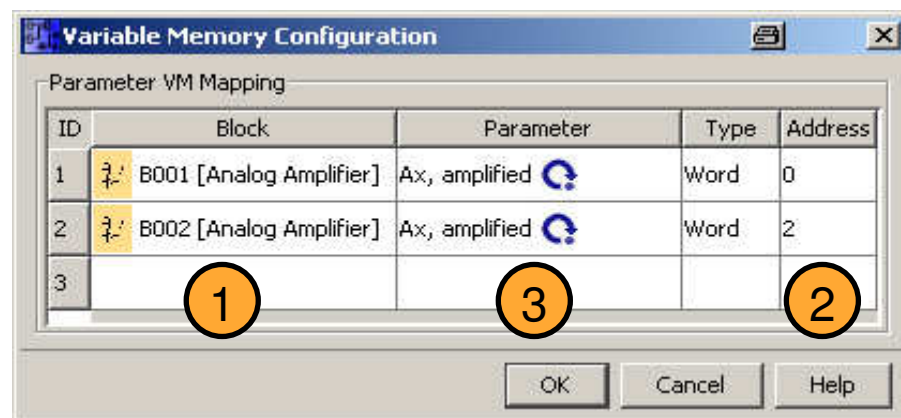 Variable Memory Configuration
Parameter VM Mapping
ID Block Parameter Type Address
1 B001 [Analog Amplifier] Ax, amplified Word 0
2 B002 [Analog Amplifier] Ax, amplified Word 2
3
1 3 2
OK Cancel Help